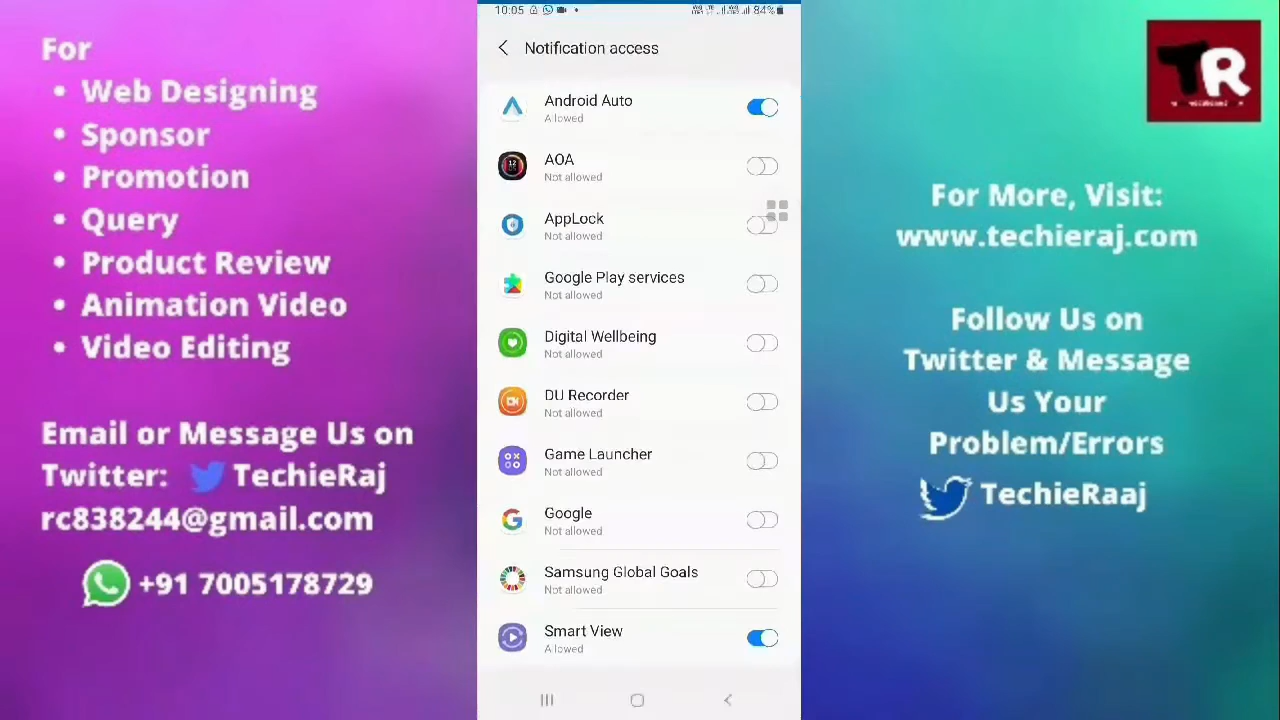 For
Web Designing
Sponsor
Promotion
Query
Product Review
Animation Video
Video Editing
Email or Message Us on
Twitter: TechieRaj
rc838244@gmail.com
+91 7005178729
10:05
84%
Notification access
Android Auto
Allowed
AOA
Not allowed
AppLock
Not allowed
Google Play services
Not allowed
Digital Wellbeing
Not allowed
DU Recorder
Not allowed
Game Launcher
Not allowed
Google
Not allowed
Samsung Global Goals
Not allowed
Smart View
Allowed
TR
For More, Visit:
www.techieraj.com
Follow Us on
Twitter & Message
Us Your
Problem/Errors
TechieRaaj